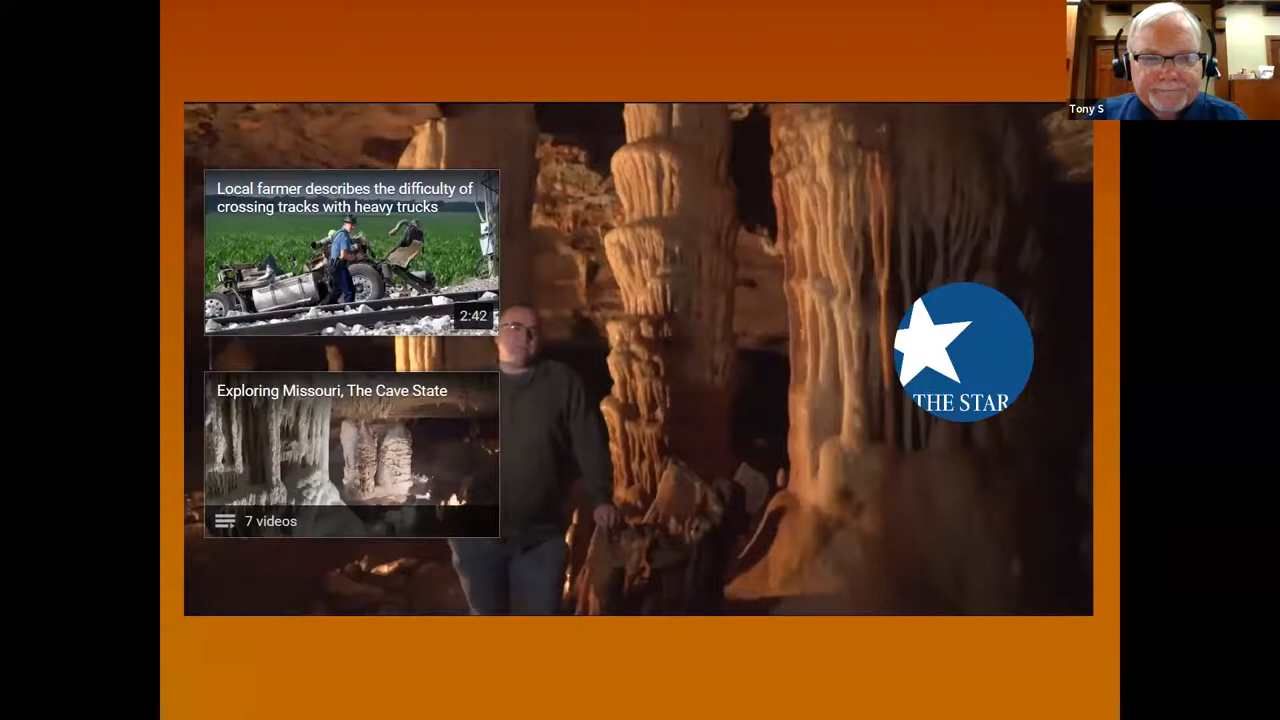 Tony S
Local farmer describes the difficulty of
crossing tracks with heavy trucks
2:42
THE STAR
Exploring Missouri, The Cave State
7 videos